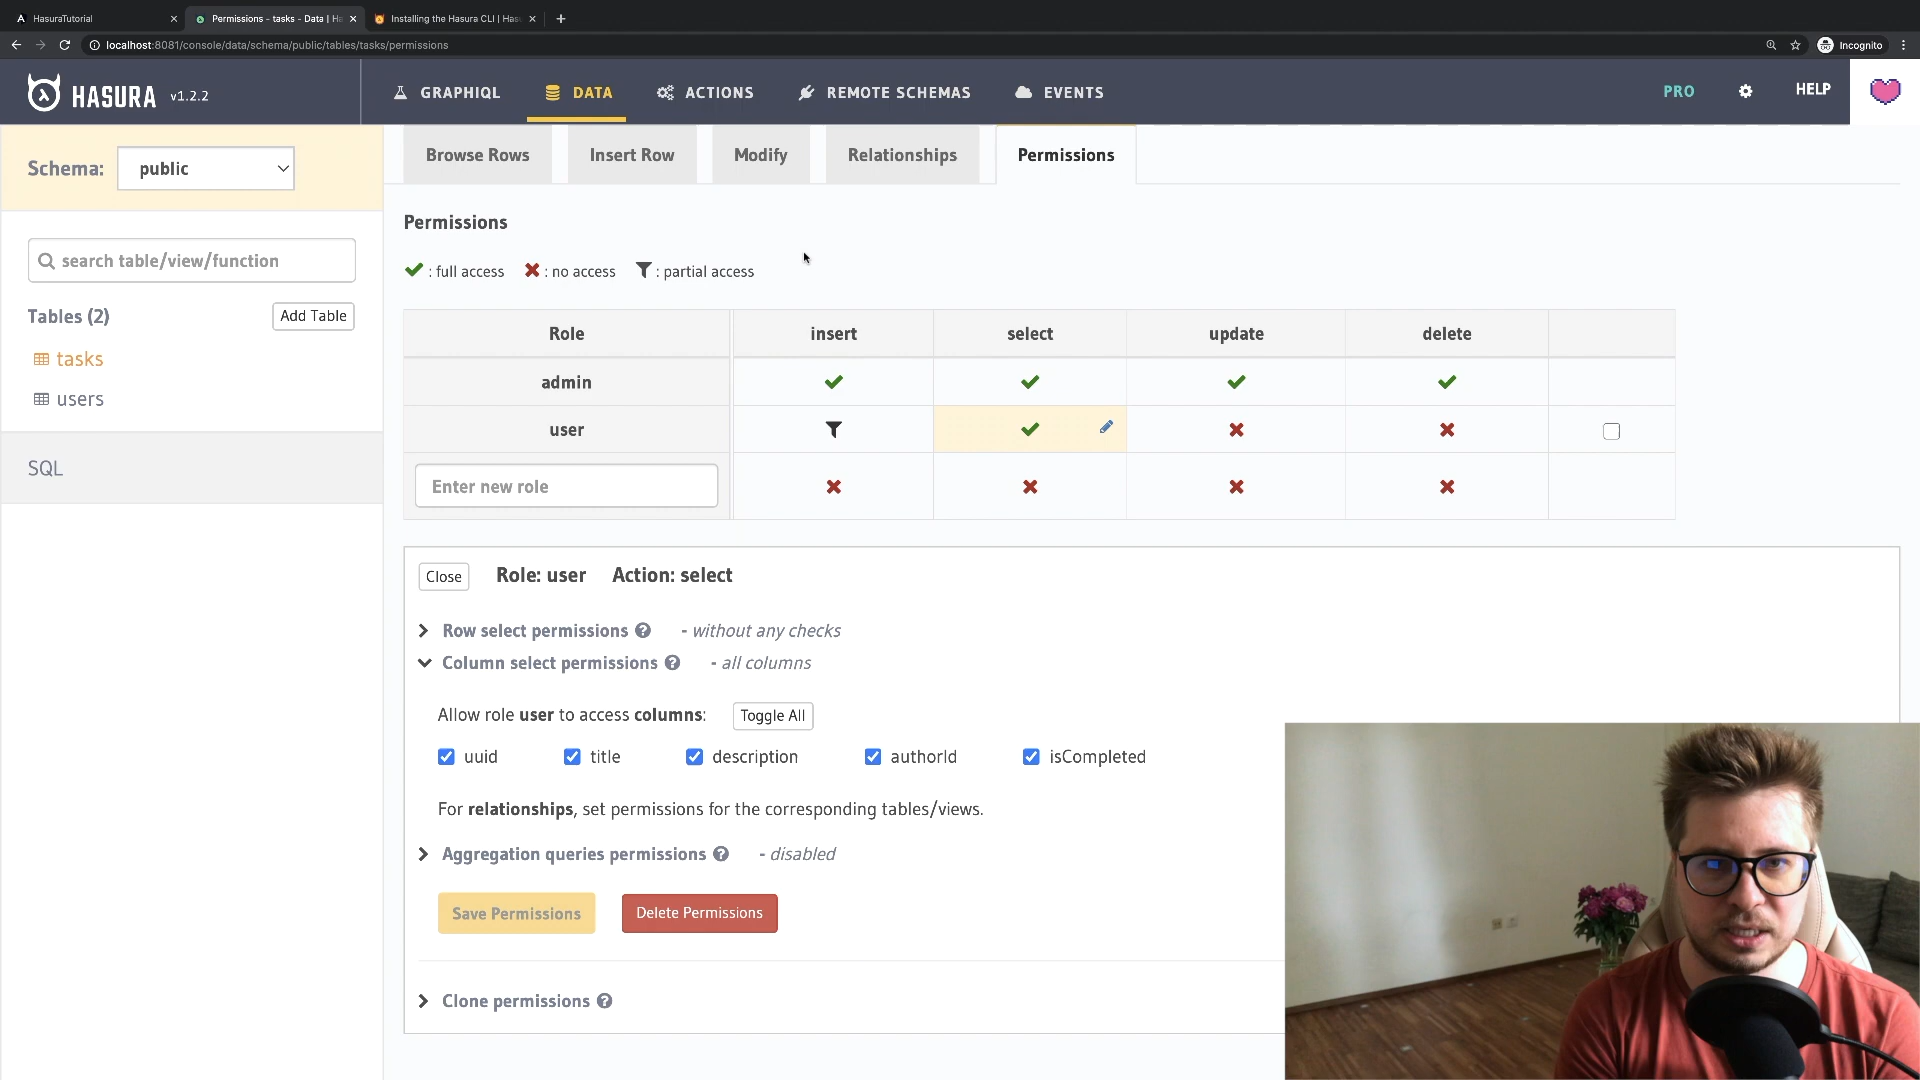 HasuraTutorial
Permissions - tasks - Data | Ha
Installing the Hasura CLI | Has
localhost:8081/console/data/schema/public/tables/tasks/permissions
Incognito
HASURA v1.2.2
GRAPHIQL
DATA
ACTIONS
REMOTE SCHEMAS
EVENTS
PRO
HELP
Schema: public
search table/view/function
Tables (2) Add Table
tasks
users
SQL
Browse Rows
Insert Row
Modify
Relationships
Permissions
Permissions
: full access : no access : partial access
Role insert select update delete
admin
user
Enter new role
Close Role: user Action: select
Row select permissions - without any checks
Column select permissions - all columns
Allow role user to access columns: Toggle All
uuid title description authorId isCompleted
For relationships, set permissions for the corresponding tables/views.
Aggregation queries permissions - disabled
Save Permissions Delete Permissions
Clone permissions